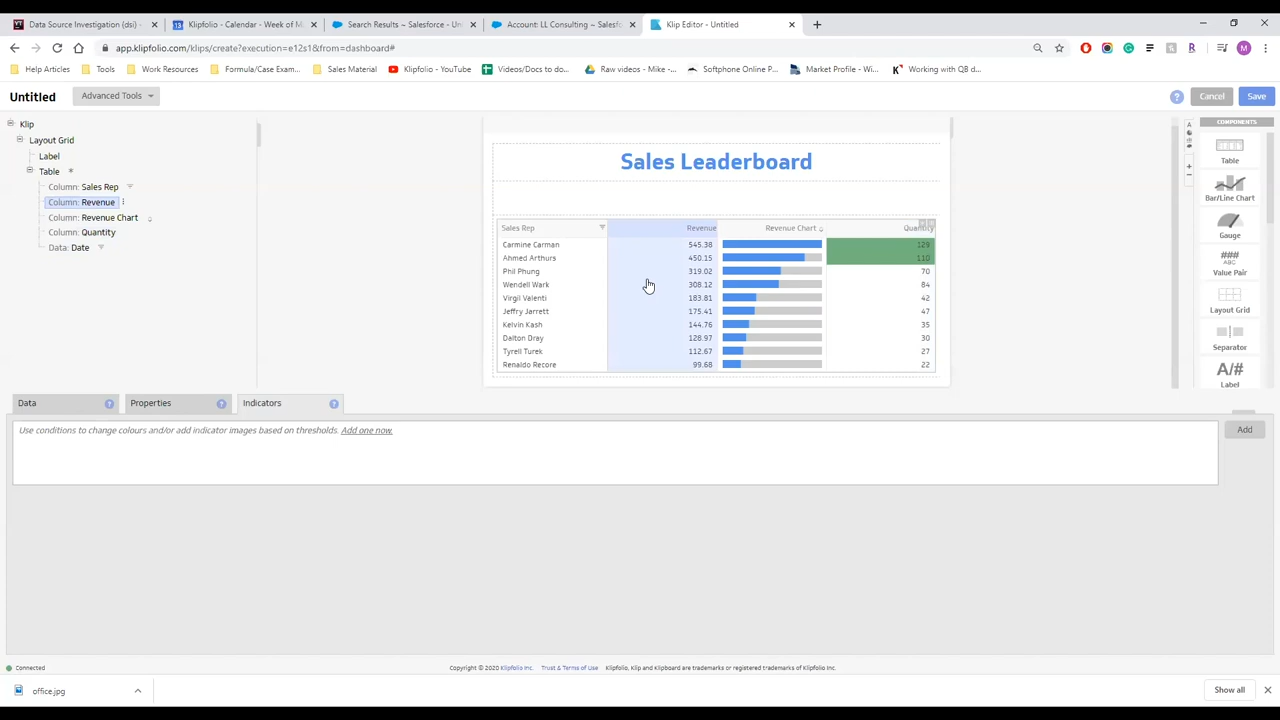 Data Source Investigation (dsi) -
Klipfolio - Calendar - Week of M
Search Results ~ Salesforce - Un
Account: LL Consulting ~ Salesfo
Klip Editor - Untitled
app.klipfolio.com/klips/create?execution=e12s1&from=dashboard#
M
Help Articles
Tools
Work Resources
Formula/Case Exam...
Sales Material
Klipfolio - YouTube
Videos/Docs to do...
Raw videos - Mike -...
Softphone Online P...
Market Profile - Wi...
Working with QB d...
Untitled
Advanced Tools
?
Cancel
Save
Klip
Layout Grid
Label
Table *
Column: Sales Rep
Column: Revenue
Column: Revenue Chart
Column: Quantity
Data: Date
Sales Leaderboard
Sales Rep Revenue Revenue Chart Quantity
Carmine Carman 545.38 129
Ahmed Arthurs 450.15 110
Phil Phung 319.02 70
Wendell Wark 308.12 84
Virgil Valenti 183.81 42
Jeffry Jarrett 175.41 47
Kelvin Kash 144.76 35
Dalton Dray 128.97 30
Tyrell Turek 112.67 27
Renaldo Recore 99.68 22
COMPONENTS
Table
Bar/Line Chart
Gauge
###
ABC
Value Pair
Layout Grid
Separator
A/#
Label
Data ?
Properties ?
Indicators ?
Use conditions to change colours and/or add indicator images based on thresholds. Add one now.
Add
Connected
Copyright © 2020 Klipfolio Inc. Trust & Terms of Use Klipfolio, Klip and Klipboard are trademarks or registered trademarks of Klipfolio Inc.
office.jpg
Show all